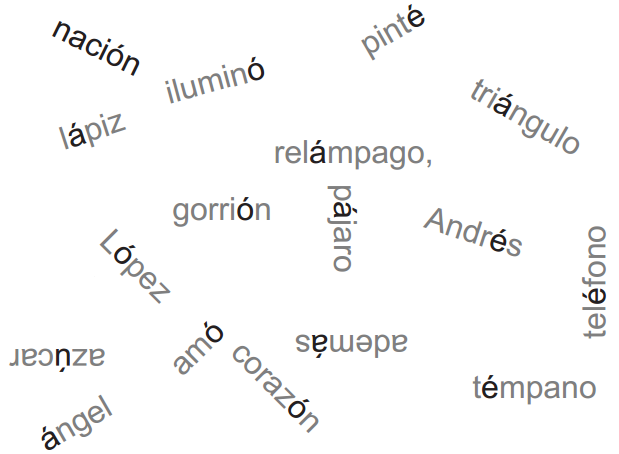 nación
iluminó
pinté
lápiz
triángulo
relámpago,
gorrión
pájaro
Andrés
López
teléfono
azúcar
amó
además
corazón
témpano
ángel